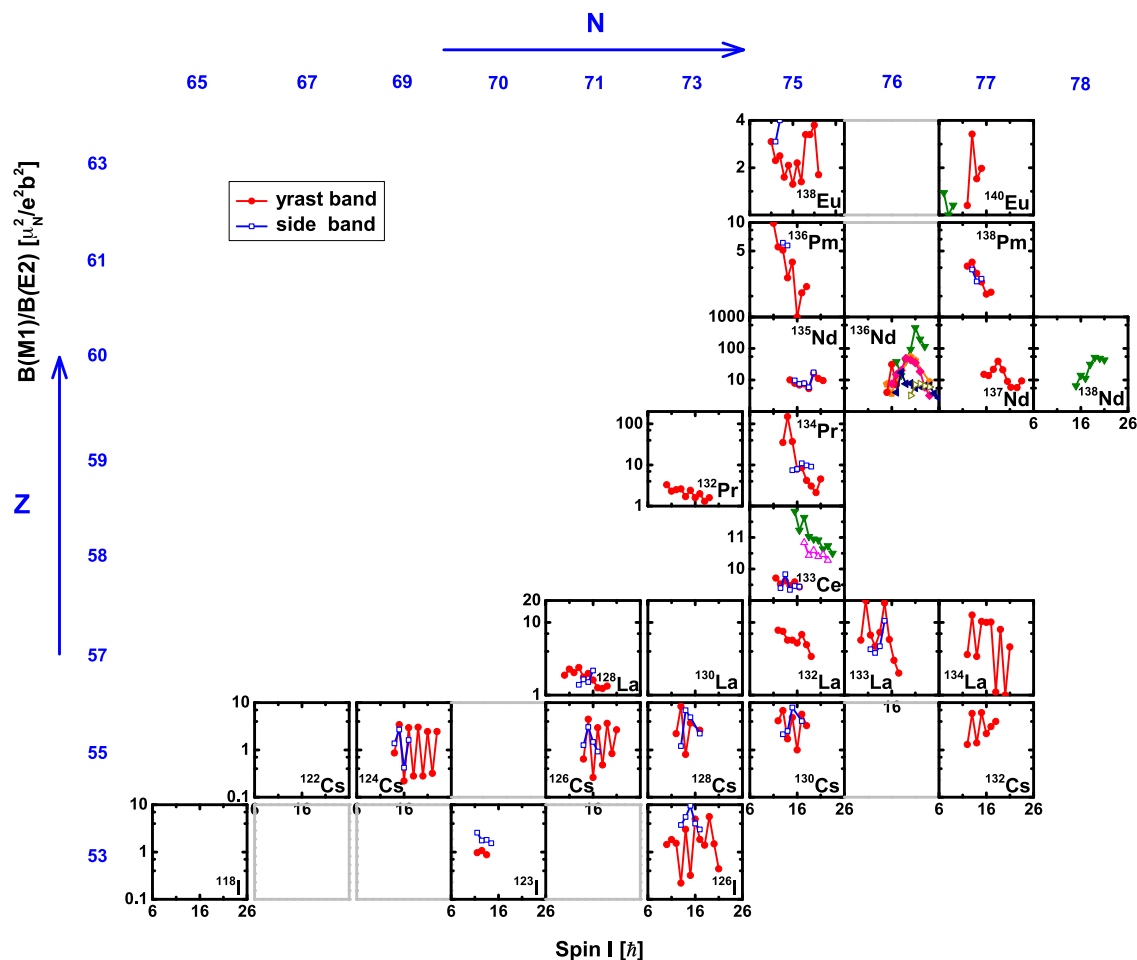 N
65 67 69 70 71 73 75 76 77 78
B(M1)/B(E2) [μ²_N/e²b²]
Z
63
61
60
59
58
57
55
53
yrast band
side band
4
2
¹³⁸Eu
¹⁴⁰Eu
10
5
¹³⁶Pm
¹³⁸Pm
1000
100
10
¹³⁵Nd
¹³⁶Nd
¹³⁷Nd
¹³⁸Nd
6 16 26
100
10
1
¹³²Pr
¹³⁴Pr
11
10
¹³³Ce
20
10
1
¹²⁸La
¹³⁰La
¹³²La
¹³³La
¹³⁴La
16
10
1
0.1
¹²²Cs
¹²⁴Cs
¹²⁶Cs
¹²⁸Cs
¹³⁰Cs
¹³²Cs
6 16 16 16 6 16 26 6 16 26
10
1
0.1
¹¹⁸I
¹²³I
¹²⁶I
6 16 26 6 16 26 6 16 26
Spin I [ℏ]